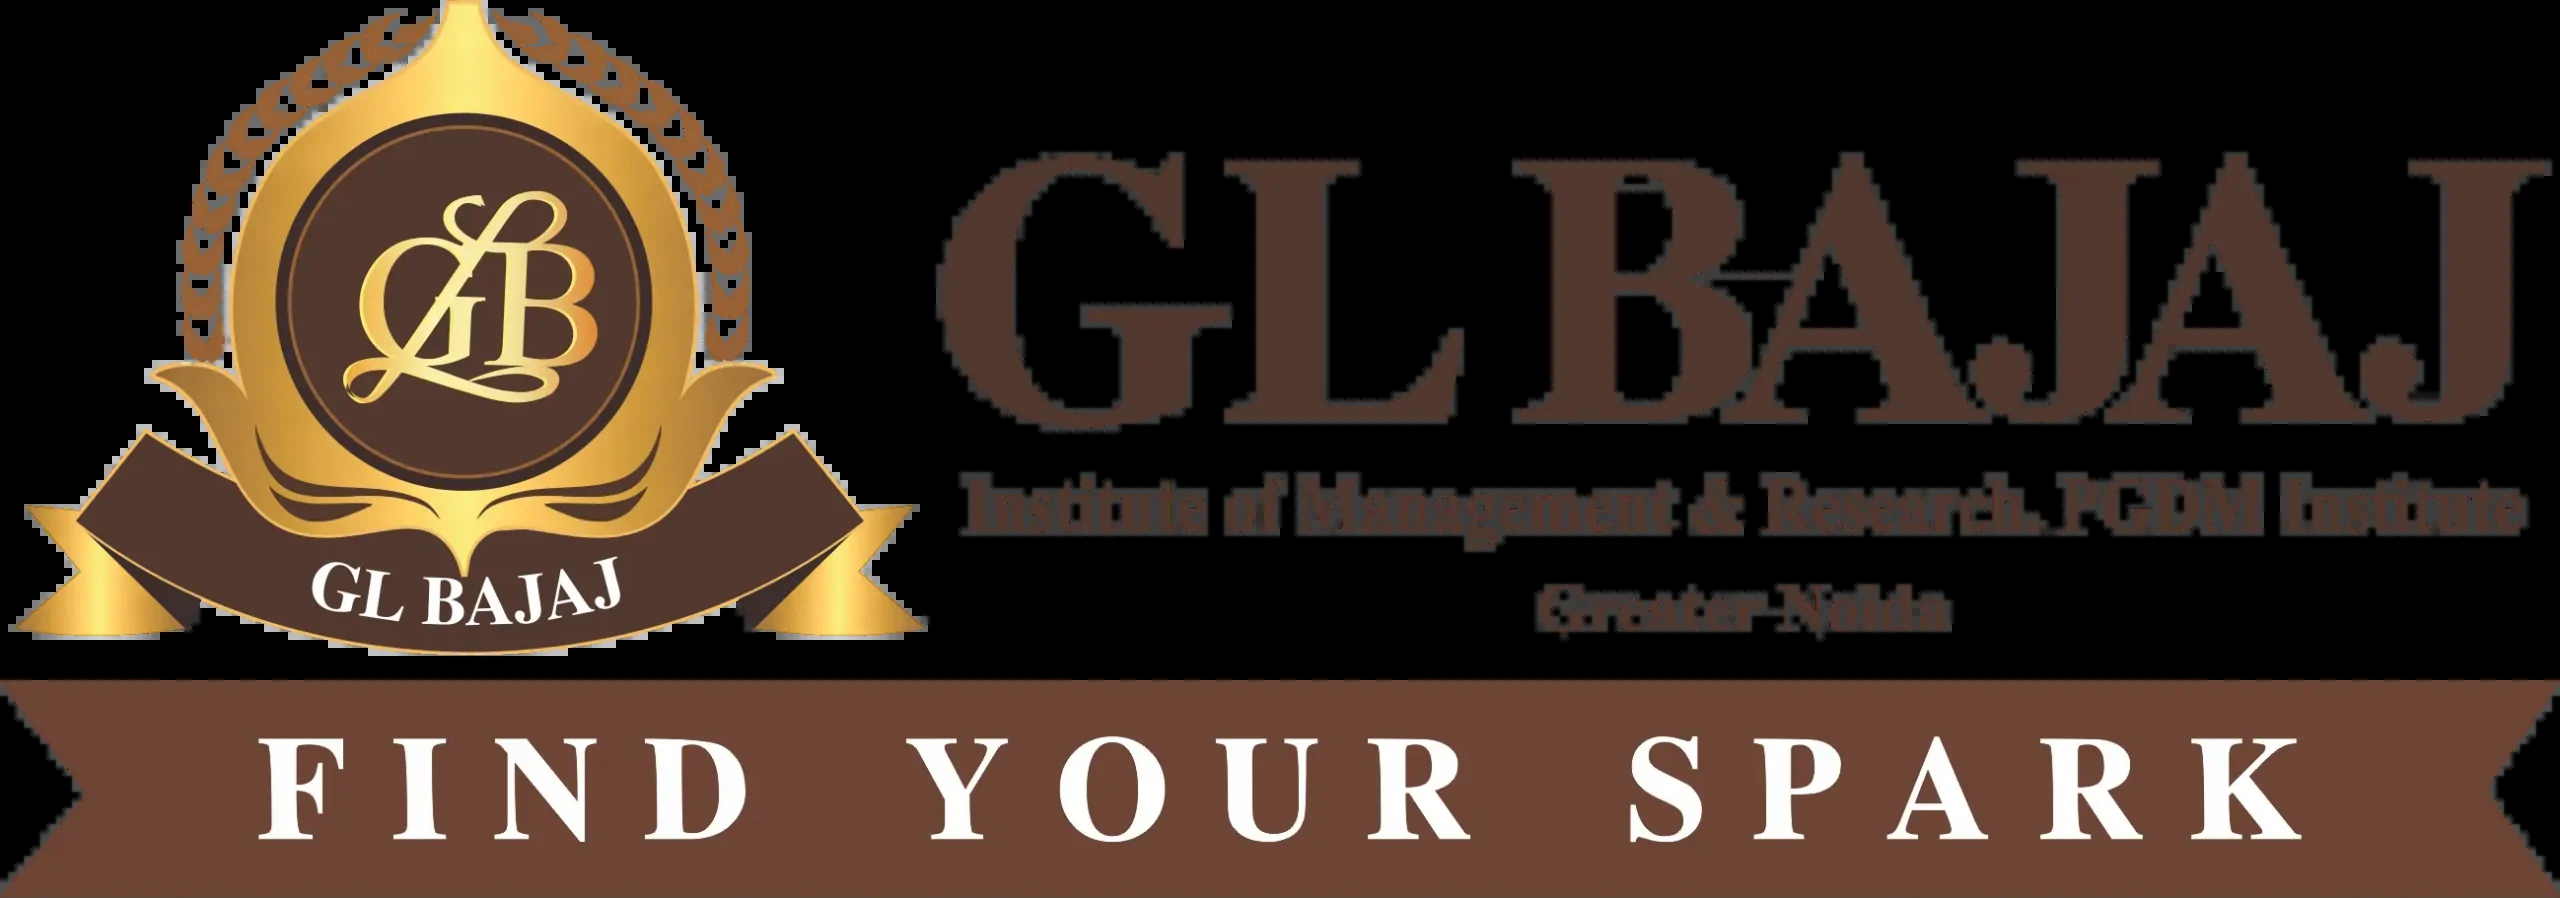 GLB
GL BAJAJ
GL BAJAJ
Institute of Management & Research, PGDM Institute
Greater Noida
FIND YOUR SPARK